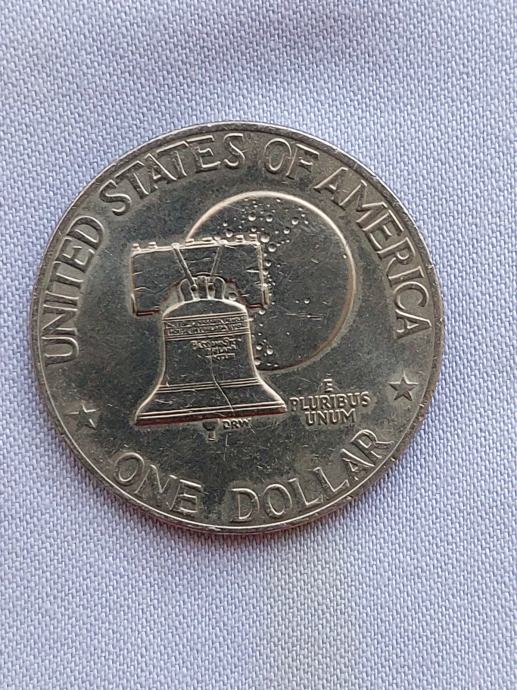 UNITED STATES OF AMERICA
DRW
E
PLURIBUS
UNUM
ONE DOLLAR